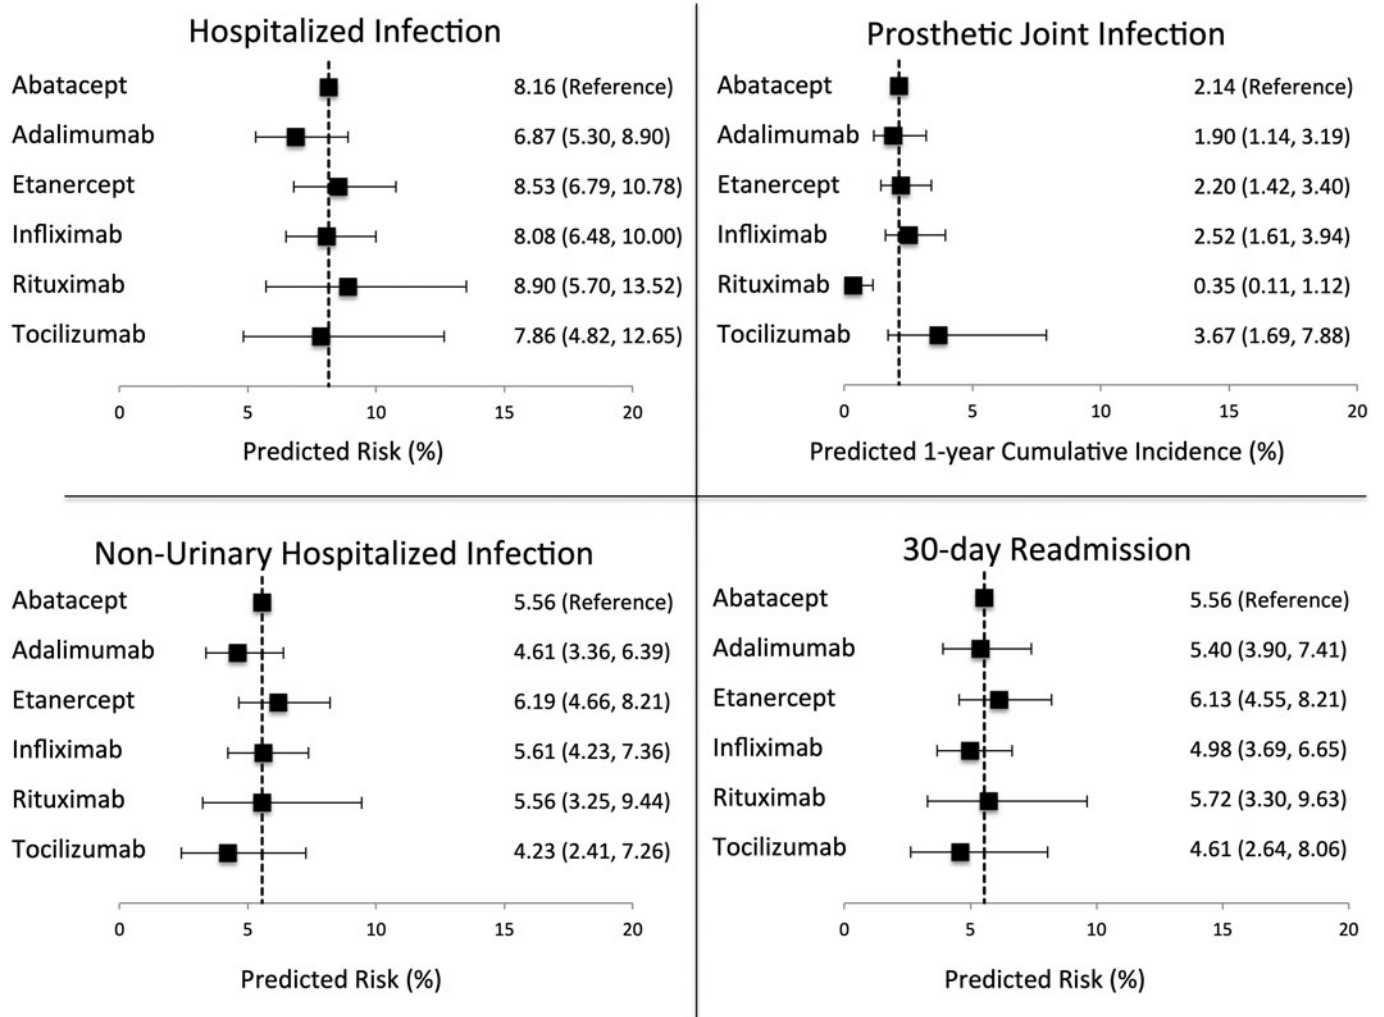 Hospitalized Infection
Abatacept 8.16 (Reference)
Adalimumab 6.87 (5.30, 8.90)
Etanercept 8.53 (6.79, 10.78)
Infliximab 8.08 (6.48, 10.00)
Rituximab 8.90 (5.70, 13.52)
Tocilizumab 7.86 (4.82, 12.65)
0 5 10 15 20
Predicted Risk (%)
Prosthetic Joint Infection
Abatacept 2.14 (Reference)
Adalimumab 1.90 (1.14, 3.19)
Etanercept 2.20 (1.42, 3.40)
Infliximab 2.52 (1.61, 3.94)
Rituximab 0.35 (0.11, 1.12)
Tocilizumab 3.67 (1.69, 7.88)
0 5 10 15 20
Predicted 1-year Cumulative Incidence (%)
Non-Urinary Hospitalized Infection
Abatacept 5.56 (Reference)
Adalimumab 4.61 (3.36, 6.39)
Etanercept 6.19 (4.66, 8.21)
Infliximab 5.61 (4.23, 7.36)
Rituximab 5.56 (3.25, 9.44)
Tocilizumab 4.23 (2.41, 7.26)
0 5 10 15 20
Predicted Risk (%)
30-day Readmission
Abatacept 5.56 (Reference)
Adalimumab 5.40 (3.90, 7.41)
Etanercept 6.13 (4.55, 8.21)
Infliximab 4.98 (3.69, 6.65)
Rituximab 5.72 (3.30, 9.63)
Tocilizumab 4.61 (2.64, 8.06)
0 5 10 15 20
Predicted Risk (%)